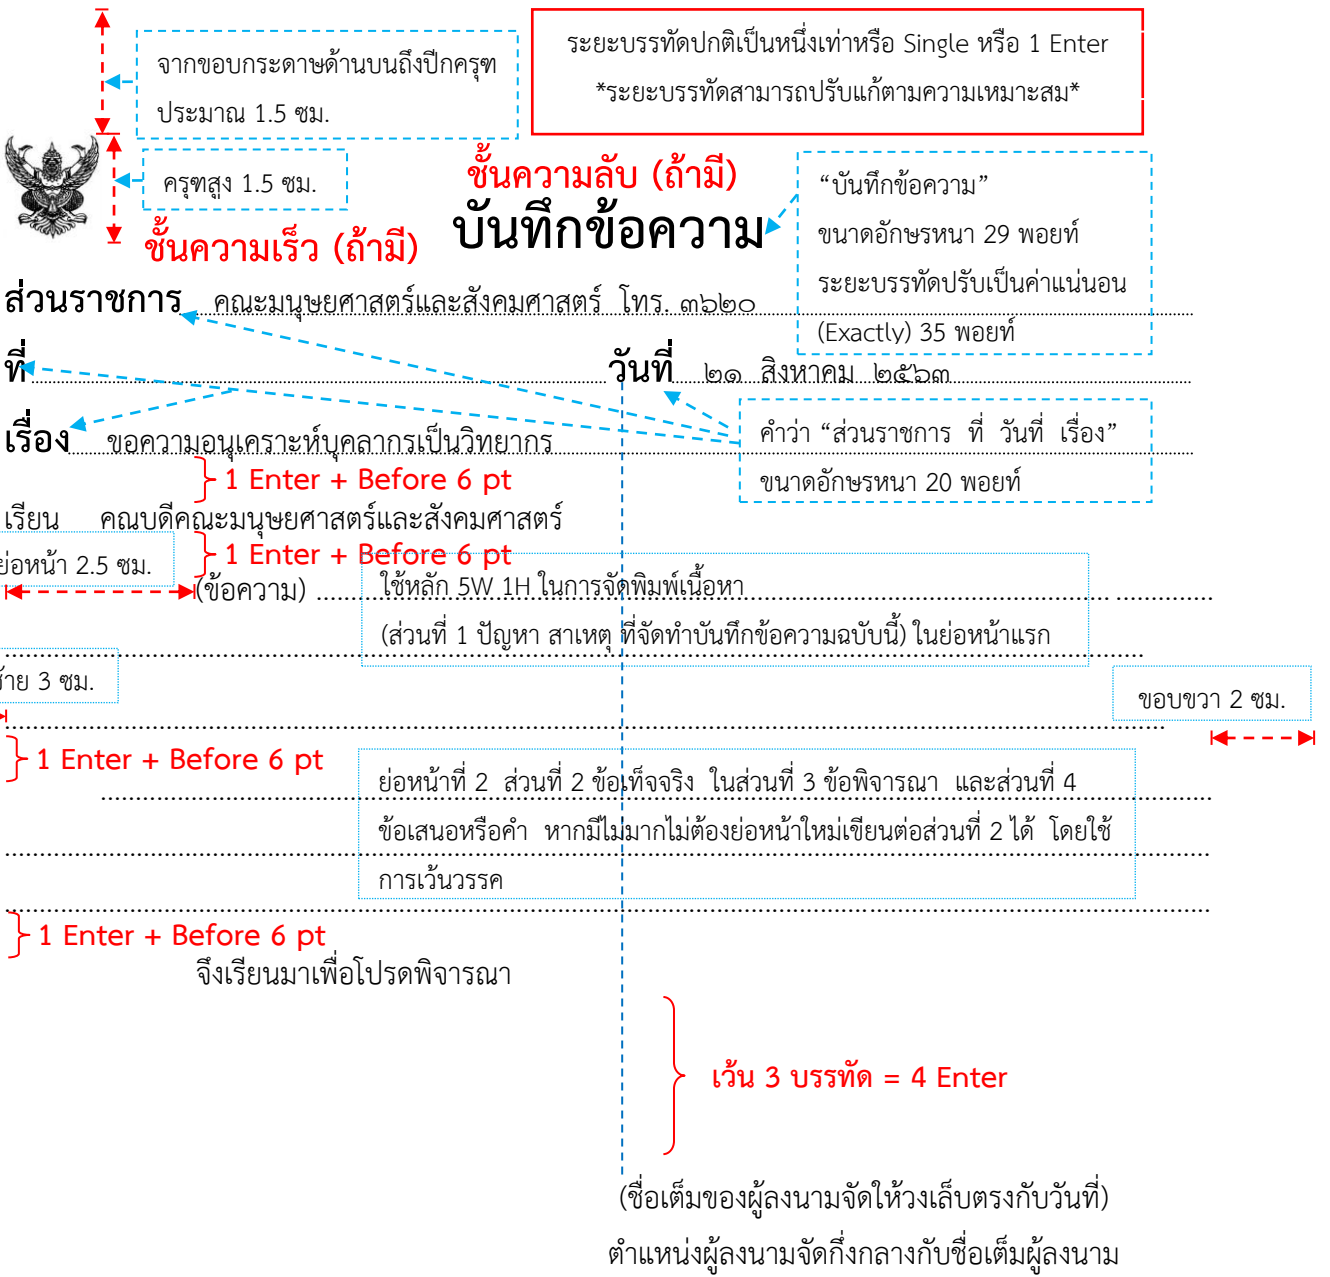 ระยะบรรทัดปกติเป็นหนึ่งเท่าหรือ Single หรือ 1 Enter
*ระยะบรรทัดสามารถปรับแก้ตามความเหมาะสม*
จากขอบกระดาษด้านบนถึงปีกครุฑ
ประมาณ 1.5 ซม.
ครุฑสูง 1.5 ซม.
ชั้นความลับ (ถ้ามี)
ชั้นความเร็ว (ถ้ามี)
บันทึกข้อความ
“บันทึกข้อความ”
ขนาดอักษรหนา 29 พอยท์
ระยะบรรทัดปรับเป็นค่าแน่นอน
(Exactly) 35 พอยท์
ส่วนราชการ คณะมนุษยศาสตร์และสังคมศาสตร์ โทร. ๓๖๒๐
ที่ วันที่ ๒๑ สิงหาคม ๒๕๖๓
เรื่อง ขอความอนุเคราะห์บุคลากรเป็นวิทยากร
คำว่า “ส่วนราชการ ที่ วันที่ เรื่อง”
ขนาดอักษรหนา 20 พอยท์
1 Enter + Before 6 pt
เรียน คณบดีคณะมนุษยศาสตร์และสังคมศาสตร์
1 Enter + Before 6 pt
ย่อหน้า 2.5 ซม.
(ข้อความ) ใช้หลัก 5W 1H ในการจัดพิมพ์เนื้อหา
(ส่วนที่ 1 ปัญหา สาเหตุ ที่จัดทำบันทึกข้อความฉบับนี้) ในย่อหน้าแรก
3 ซม.
ขอบขวา 2 ซม.
1 Enter + Before 6 pt
ย่อหน้าที่ 2 ส่วนที่ 2 ข้อเท็จจริง ในส่วนที่ 3 ข้อพิจารณา และส่วนที่ 4
ข้อเสนอหรือคำ หากมีไม่มากไม่ต้องย่อหน้าใหม่เขียนต่อส่วนที่ 2 ได้ โดยใช้
การเว้นวรรค
1 Enter + Before 6 pt
จึงเรียนมาเพื่อโปรดพิจารณา
เว้น 3 บรรทัด = 4 Enter
(ชื่อเต็มของผู้ลงนามจัดให้วงเล็บตรงกับวันที่)
ตำแหน่งผู้ลงนามจัดกึ่งกลางกับชื่อเต็มผู้ลงนาม